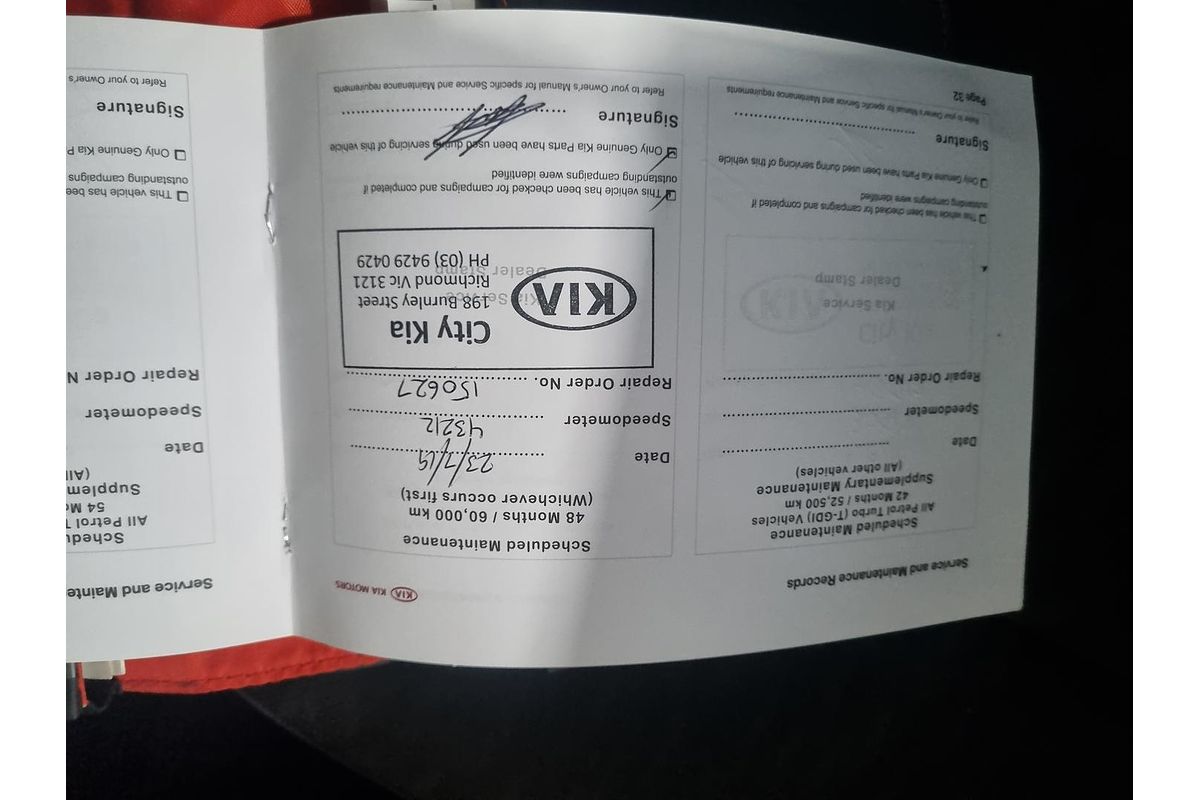 Service and Maintenance Records
Scheduled Maintenance
All Petrol Turbo (T-GDI) Vehicles
42 Months / 52,500 km
Supplementary Maintenance
(All other vehicles)
Date
Speedometer
Repair Order No.
Kia Service
KIA
Dealer Stamp
This vehicle has been checked for campaigns and completed if
outstanding campaigns were identified
Only Genuine Kia Parts have been used during servicing of this vehicle
Signature
Refer to your Owner's Manual for specific Service and Maintenance requirements
Page 32
KIA KIA MOTORS
Scheduled Maintenance
48 Months / 60,000 km
(Whichever occurs first)
Date 23/7/19
Speedometer 43212
Repair Order No. 150627
KIA
City Kia
198 Burnley Street
Kia Service
Richmond Vic 3121
Dealer Stamp
PH (03) 9429 0429
This vehicle has been checked for campaigns and completed if
outstanding campaigns were identified
Only Genuine Kia Parts have been used during servicing of this vehicle
Signature
Refer to your Owner's Manual for specific Service and Maintenance requirements
Service and Mainte
Schedu
All Petrol T
54 Mo
Supplem
(All
Date
Speedometer
Repair Order N
This vehicle has bee
outstanding campaigns
Only Genuine Kia P
Signature
Refer to your Owner's